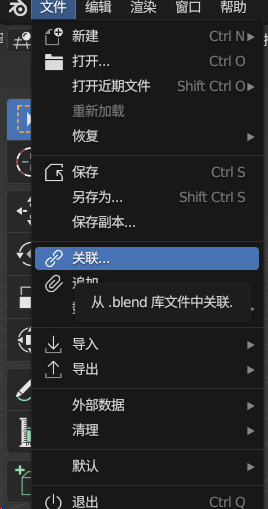 文件 编辑 渲染 窗口 帮助
新建 Ctrl N
打开... Ctrl O
打开近期文件 Shift Ctrl O
重新加载
恢复
保存 Ctrl S
另存为... Shift Ctrl S
保存副本...
关联...
追加...
从 .blend 库文件中关联.
导入
导出
外部数据
清理
默认
退出 Ctrl Q